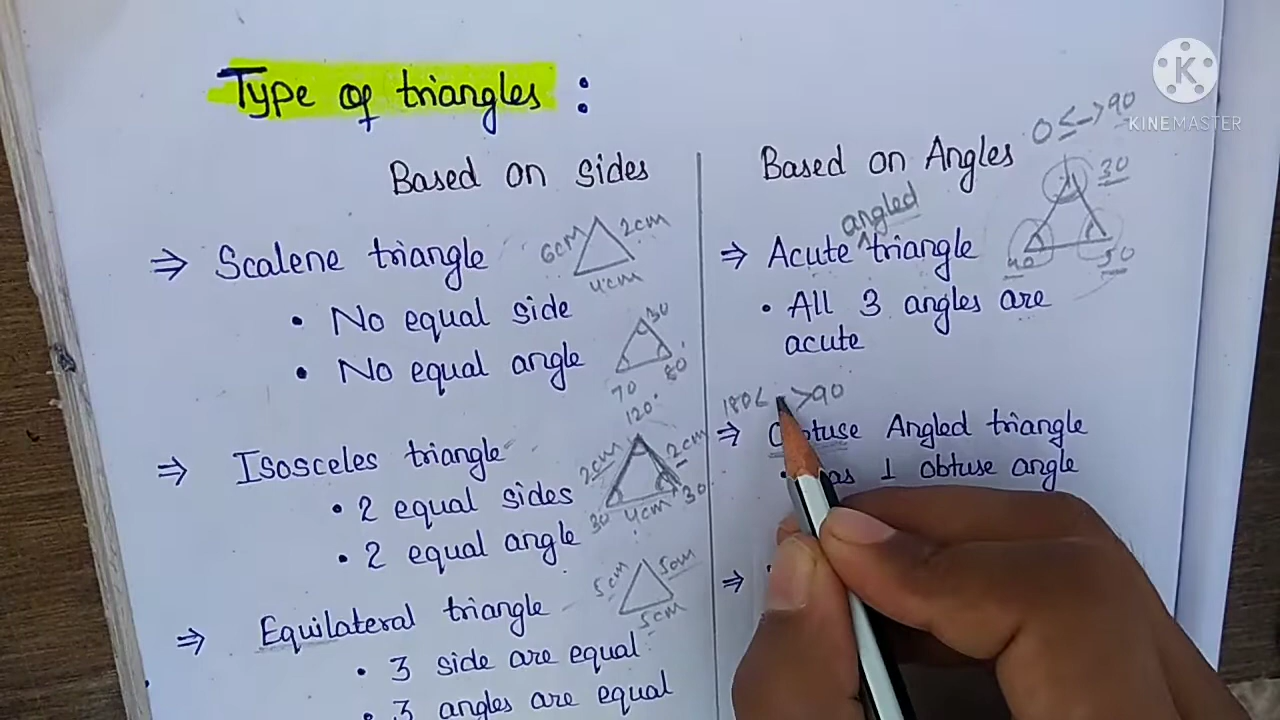 Type of triangles :
Based on sides
⇒ Scalene triangle
6cm 2cm
4cm
• No equal side
• No equal angle
30
70 80°
⇒ Isosceles triangle
120°
2cm 2cm
30 4cm 30
• 2 equal sides
• 2 equal angle
⇒ Equilateral triangle
5cm 5cm
5cm
• 3 side are equal
• 3 angles are equal
Based on Angles
>90
30
50
angled
⇒ Acute ^ triangle
• All 3 angles are
acute
180< >90
⇒ Obtuse Angled triangle
• has 1 obtuse angle
⇒
KINEMASTER